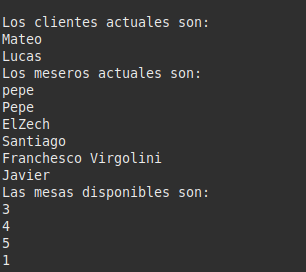 Los clientes actuales son:
Mateo
Lucas
Los meseros actuales son:
pepe
Pepe
ElZech
Santiago
Franchesco Virgolini
Javier
Las mesas disponibles son:
3
4
5
1